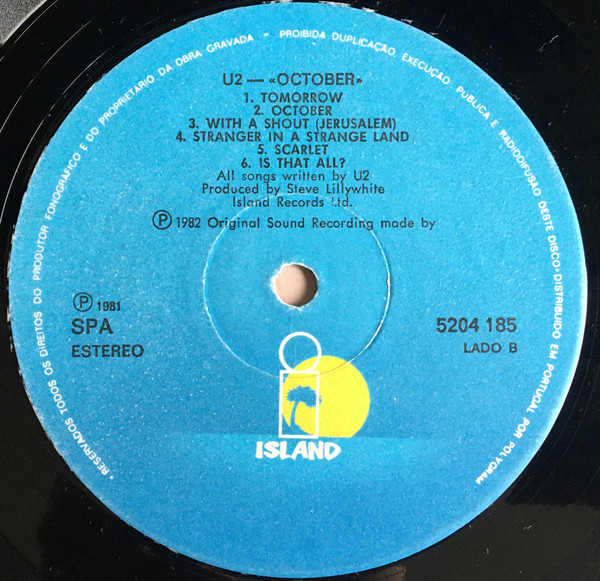 * RESERVADOS TODOS OS DIREITOS DO PRODUTOR FONOGRÁFICO E DO PROPRIETÁRIO DA OBRA GRAVADA - PROIBIDA DUPLICAÇÃO EXECUÇÃO PÚBLICA E RADIODIFUSÃO DESTE DISCO - DISTRIBUÍDO EM PORTUGAL POR POLYGRAM
U2 — «OCTOBER»
1. TOMORROW
2. OCTOBER
3. WITH A SHOUT (JERUSALEM)
4. STRANGER IN A STRANGE LAND
5. SCARLET
6. IS THAT ALL?
All songs written by U2
Produced by Steve Lillywhite
Island Records Ltd.
Ⓟ 1982 Original Sound Recording made by
Ⓟ 1981
SPA
ESTEREO
5204 185
LADO B
ISLAND